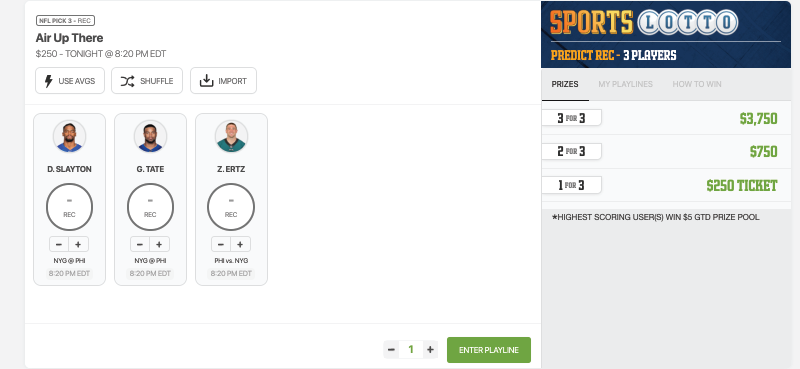 NFL PICK 3 - REC
Air Up There
$250 - TONIGHT @ 8:20 PM EDT
USE AVGS
SHUFFLE
IMPORT
D. SLAYTON
-
REC
− +
NYG @ PHI
8:20 PM EDT
G. TATE
-
REC
− +
NYG @ PHI
8:20 PM EDT
Z. ERTZ
-
REC
− +
PHI vs. NYG
8:20 PM EDT
− 1 +
ENTER PLAYLINE
SPORTS LOTTO
PREDICT REC - 3 PLAYERS
PRIZES
MY PLAYLINES
HOW TO WIN
3 FOR 3 $3,750
2 FOR 3 $750
1 FOR 3 $250 TICKET
*HIGHEST SCORING USER(S) WIN $5 GTD PRIZE POOL